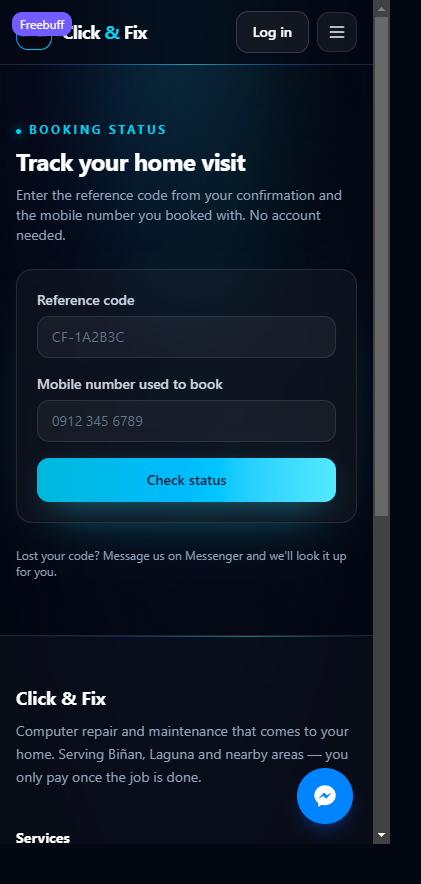 Freebuff
Click & Fix
Log in
BOOKING STATUS
Track your home visit
Enter the reference code from your confirmation and
the mobile number you booked with. No account
needed.
Reference code
CF-1A2B3C
Mobile number used to book
0912 345 6789
Check status
Lost your code? Message us on Messenger and we'll look it up
for you.
Click & Fix
Computer repair and maintenance that comes to your
home. Serving Biñan, Laguna and nearby areas — you
only pay once the job is done.
Services